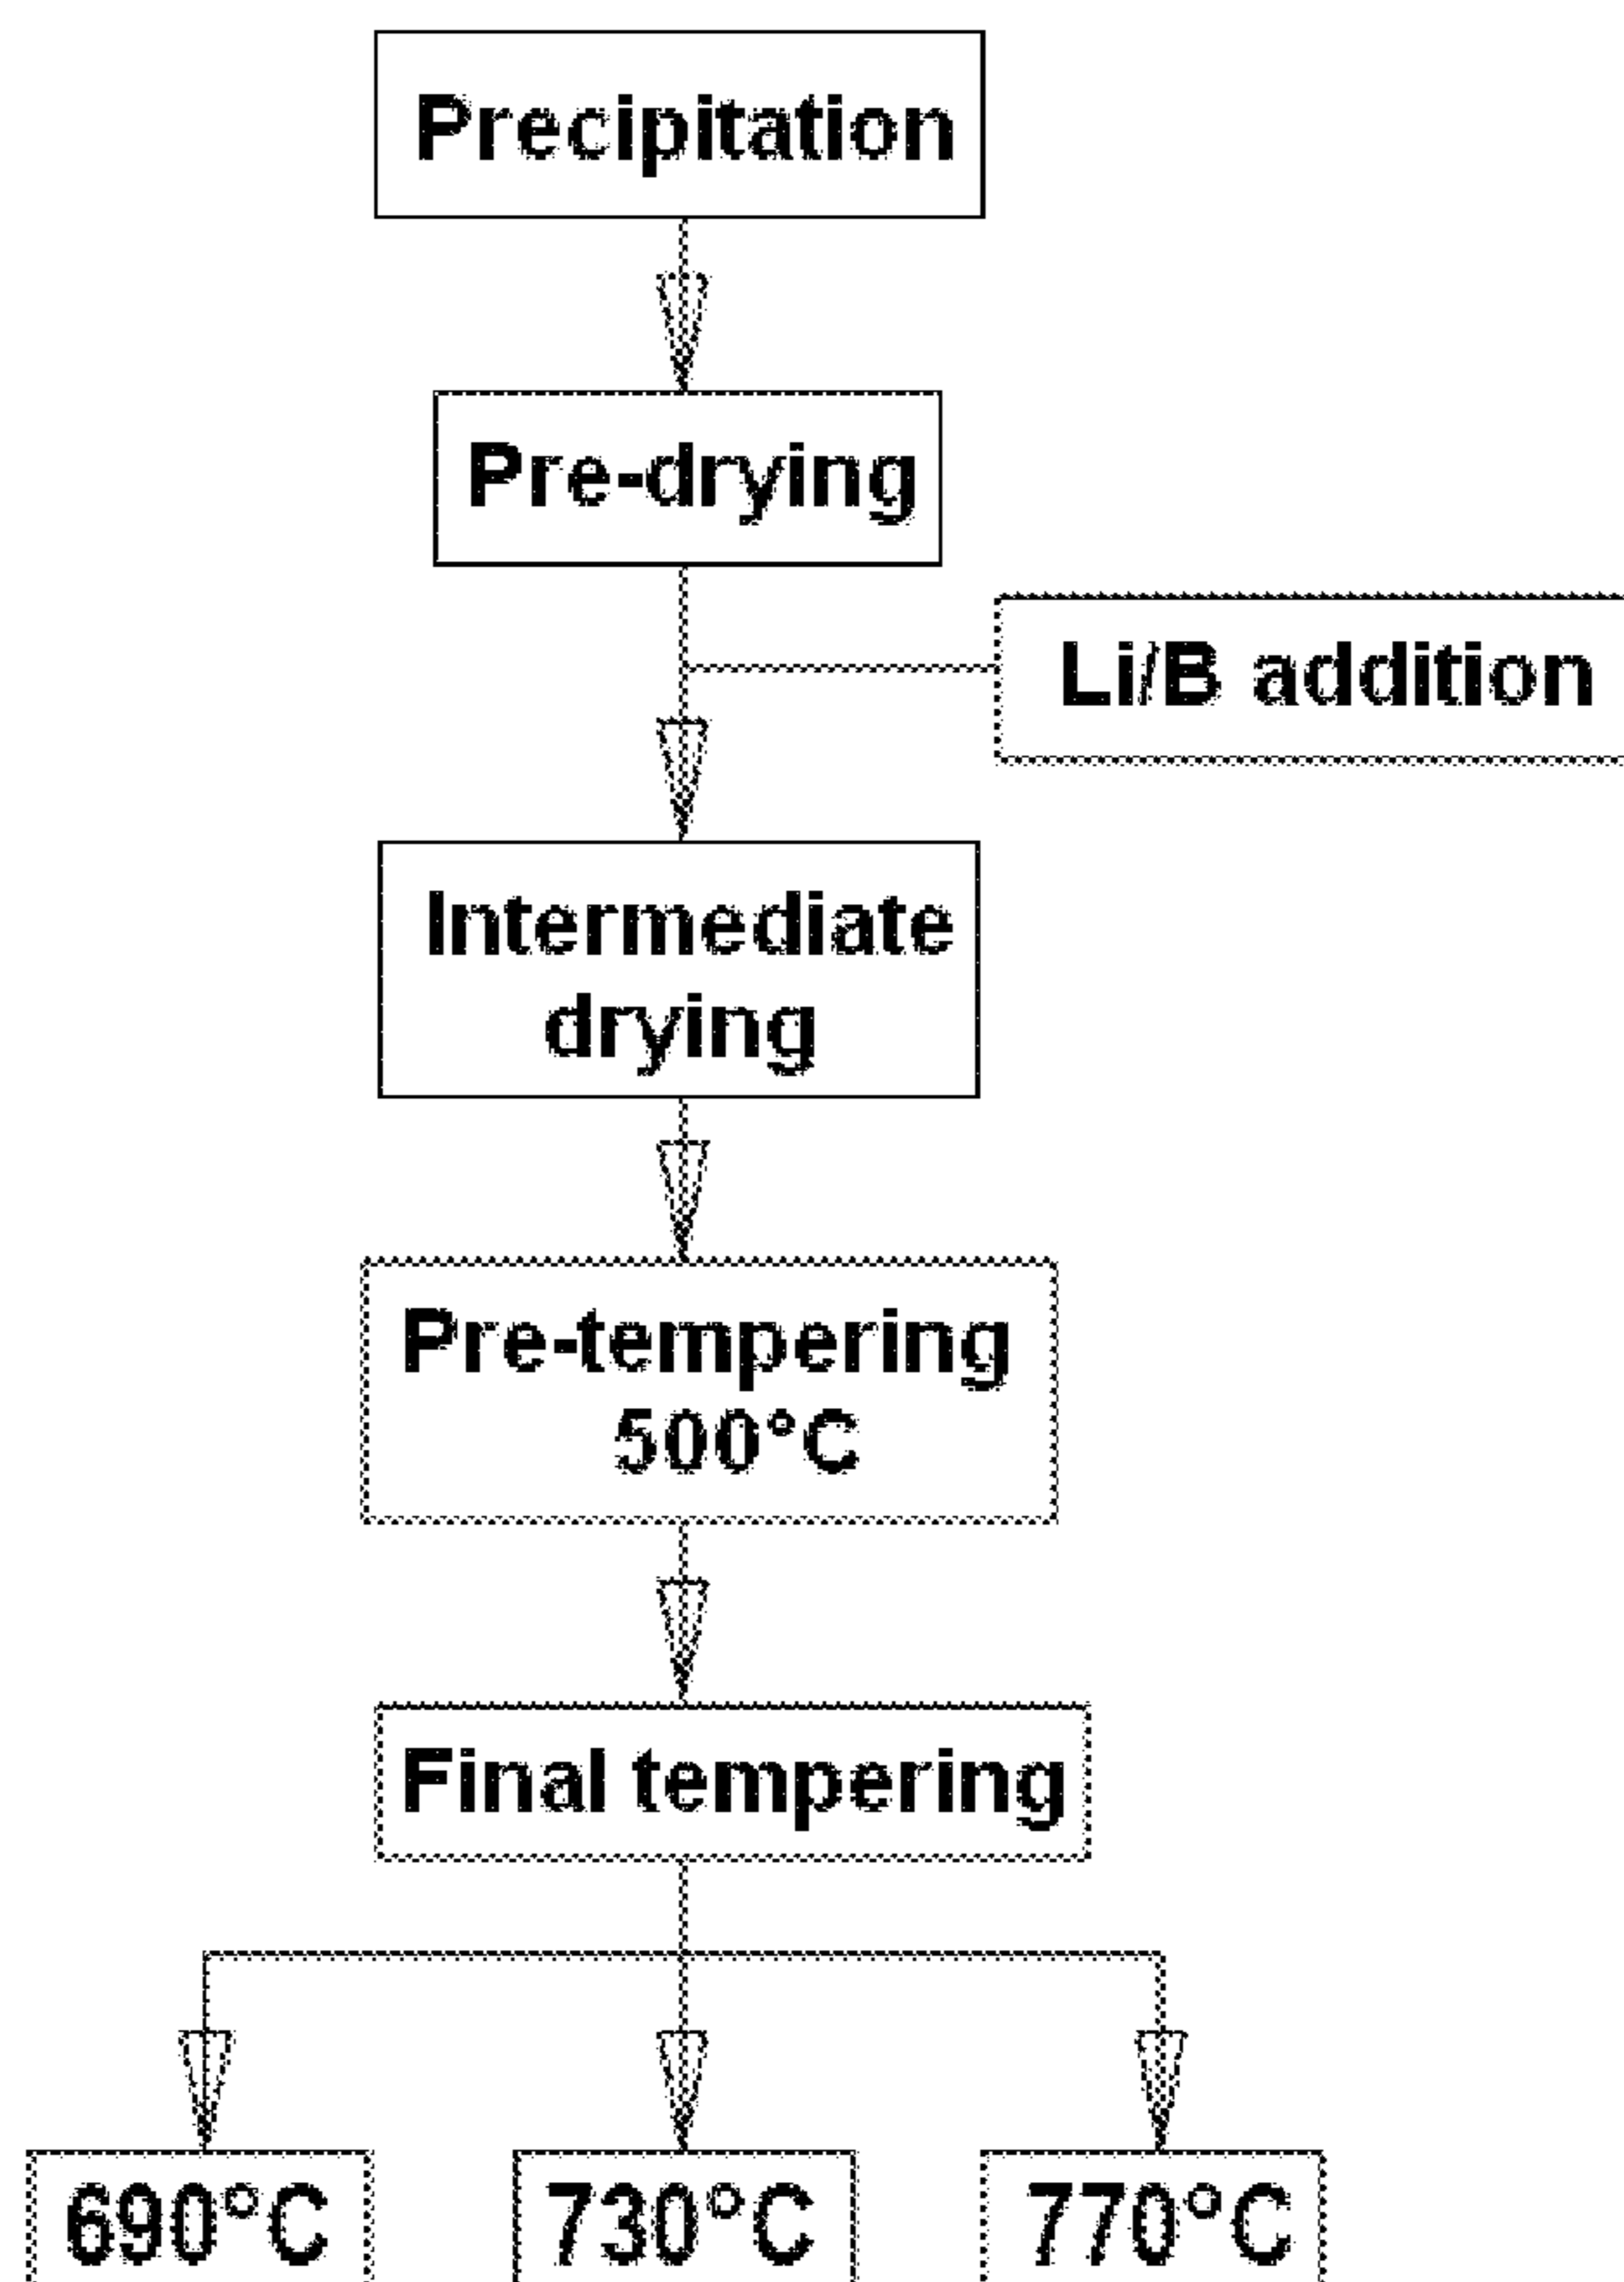 Precipitation
Pre-drying
Li/B addition
Intermediate
drying
Pre-tempering
500°C
Final tempering
690°C
730°C
770°C